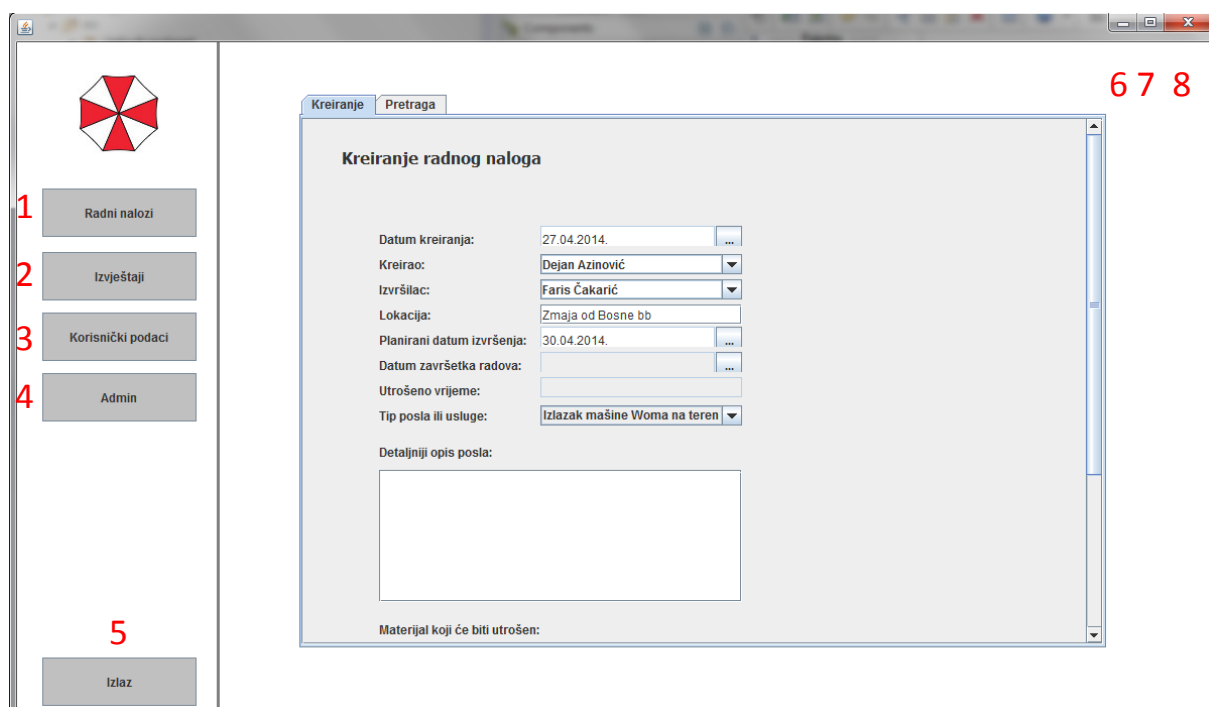 6 7 8
Kreiranje Pretraga
Kreiranje radnog naloga
1 Radni nalozi
2 Izvještaji
3 Korisnički podaci
4 Admin
5
Izlaz
Datum kreiranja: 27.04.2014. ...
Kreirao: Dejan Azinović
Izvršilac: Faris Čakarić
Lokacija: Zmaja od Bosne bb
Planirani datum izvršenja: 30.04.2014. ...
Datum završetka radova: ...
Utrošeno vrijeme:
Tip posla ili usluge: Izlazak mašine Woma na teren
Detaljniji opis posla:
Materijal koji će biti utrošen: